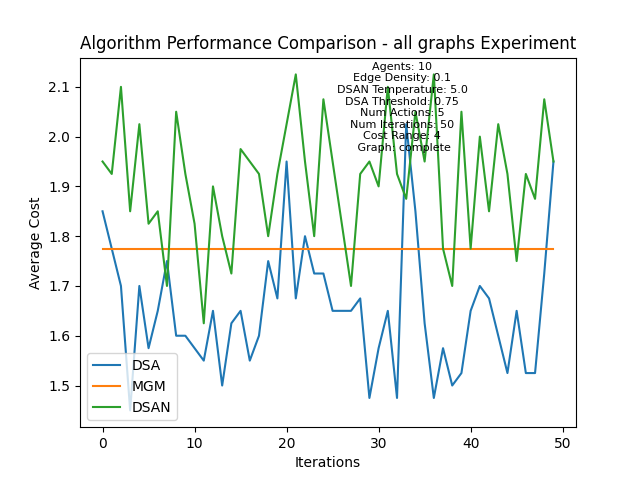 Algorithm Performance Comparison - all graphs Experiment
Agents: 10
Edge Density: 0.1
DSAN Temperature: 5.0
DSA Threshold: 0.75
Num Actions: 5
Num Iterations: 50
Cost Range: 4
Graph: complete
Average Cost
2.1
2.0
1.9
1.8
1.7
1.6
1.5
DSA
MGM
DSAN
0 10 20 30 40 50
Iterations